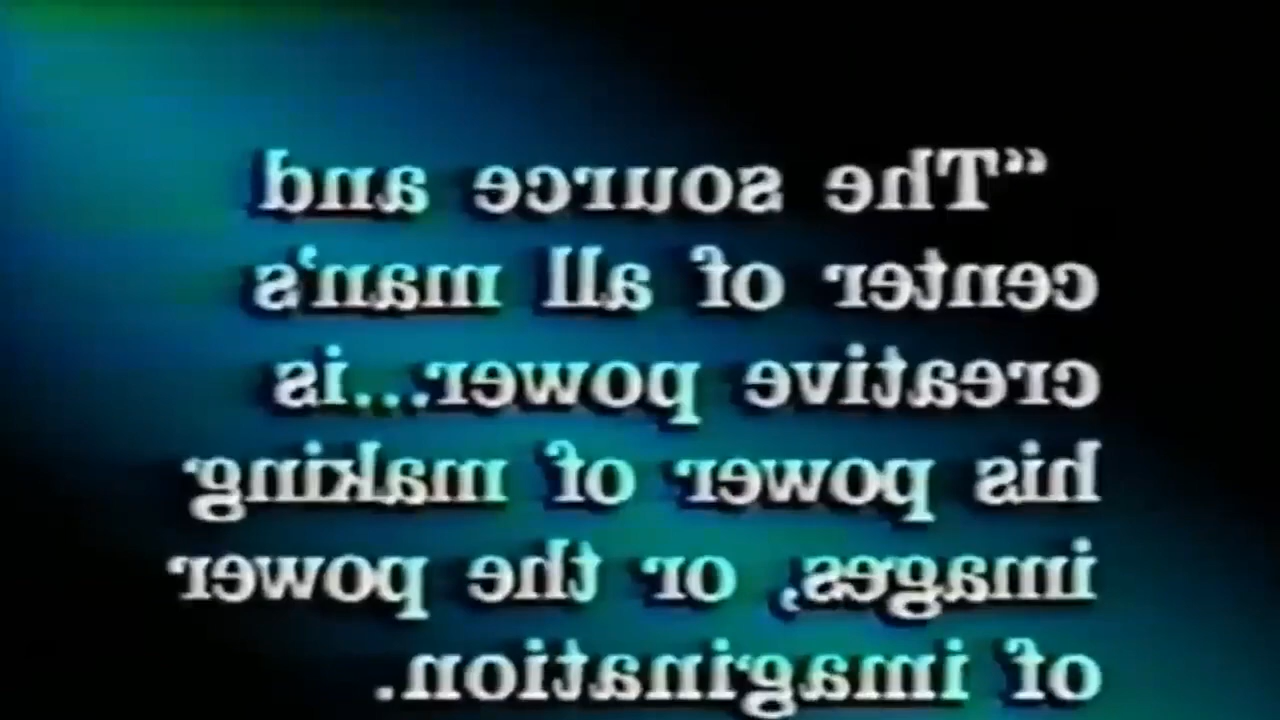 “The source and
center of all man's
creative power...is
his power of making
images, or the power
of imagination.